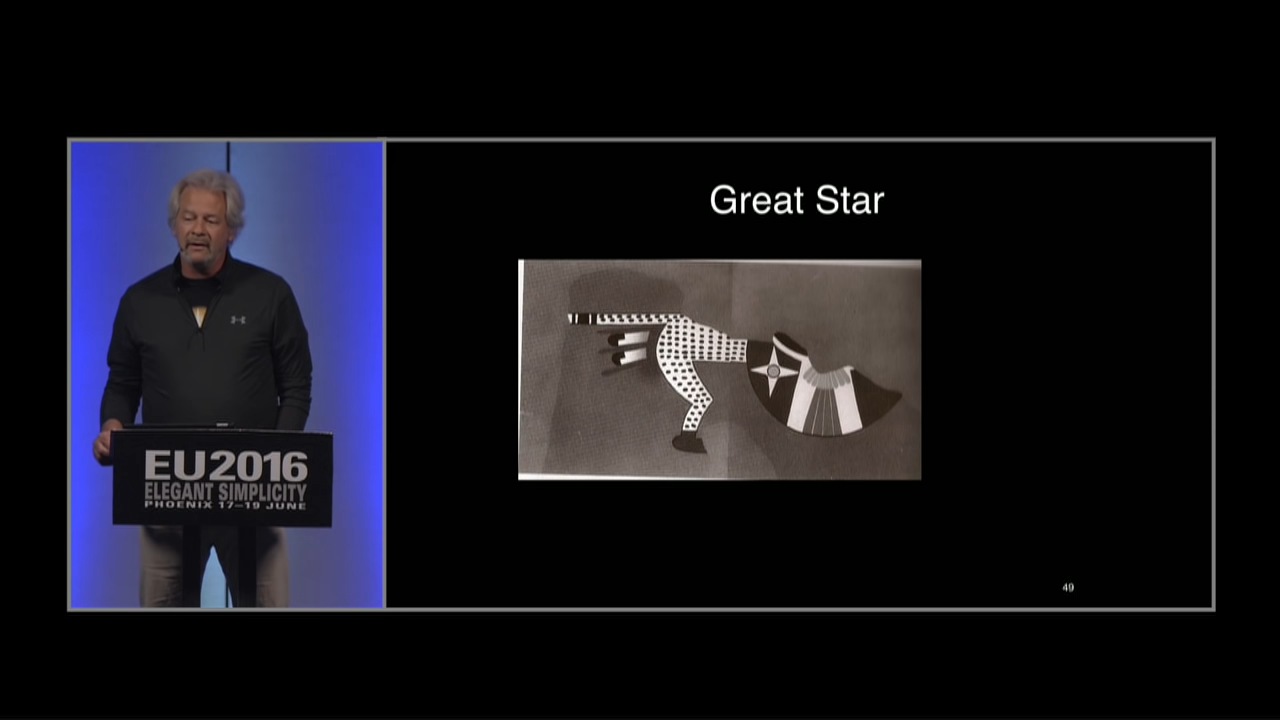 Great Star
EU2016
ELEGANT SIMPLICITY
PHOENIX 17–19 JUNE
49